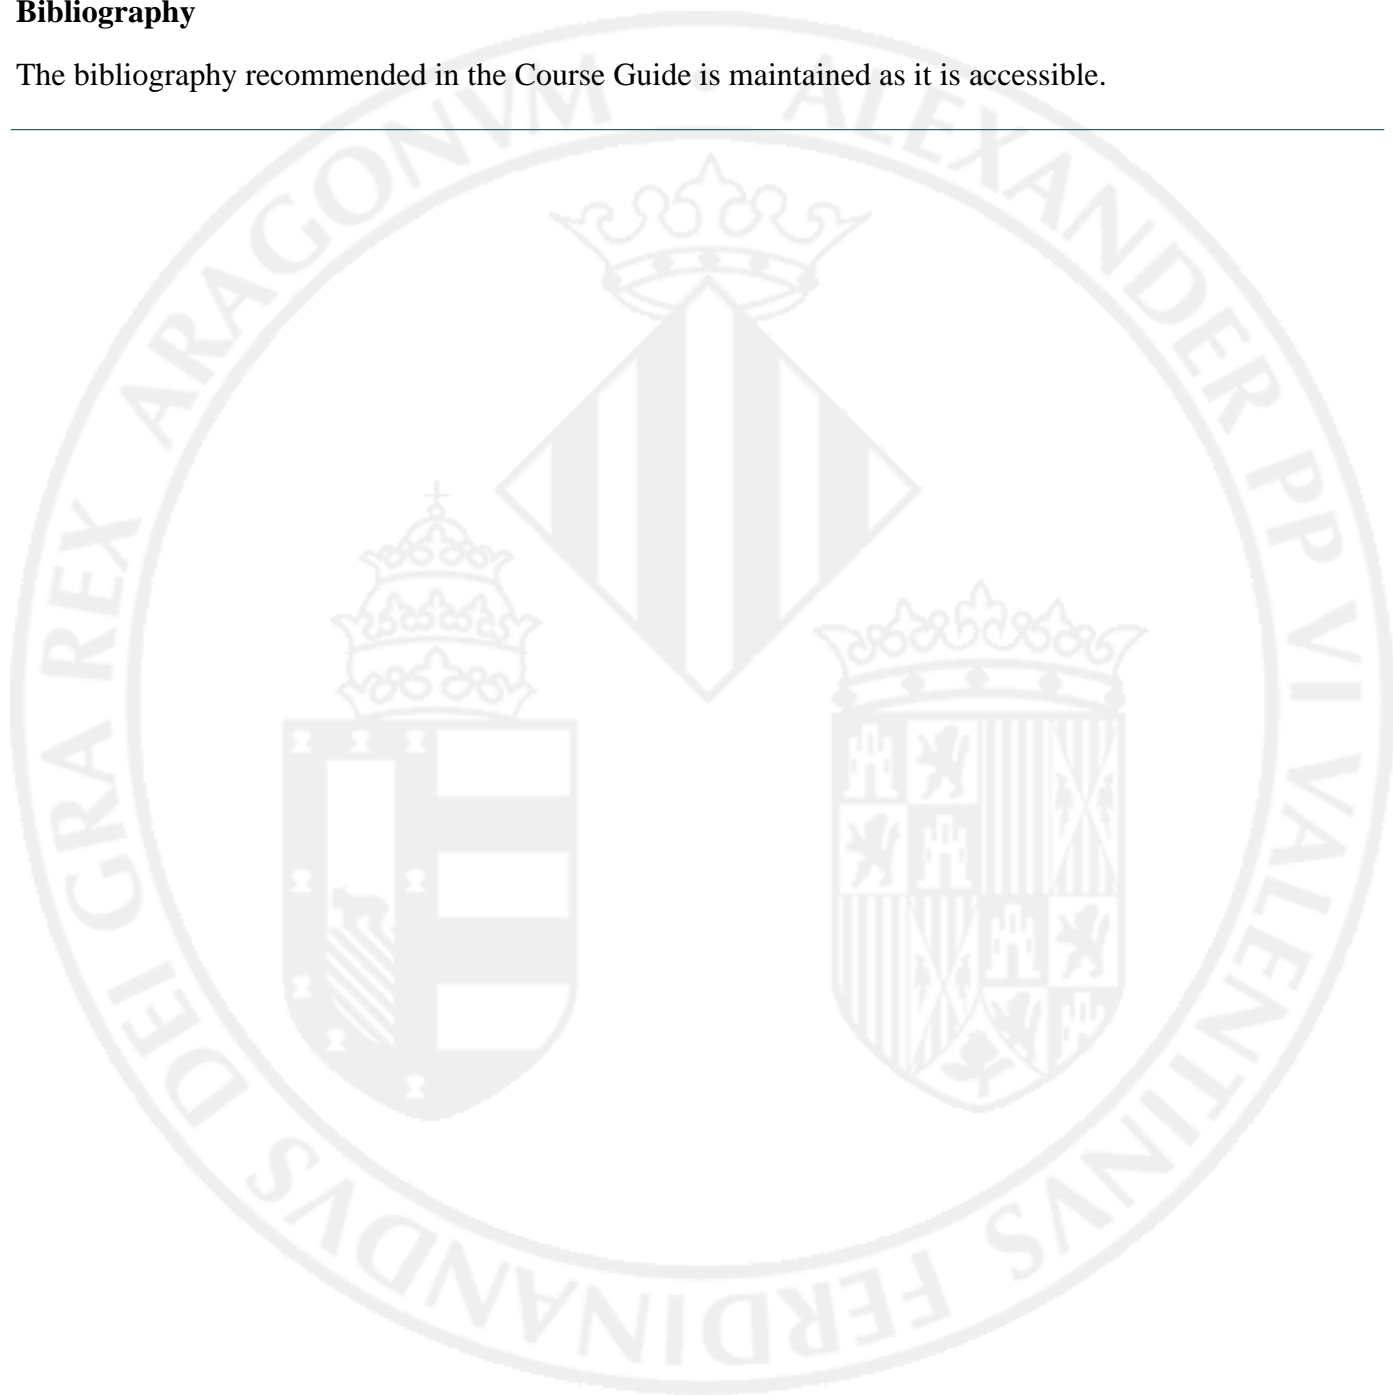 Bibliography
The bibliography recommended in the Course Guide is maintained as it is accessible.
ALEXANDER PP VI VALENTINVS FERDINANDVS DEI GRA REX ARAGONVM